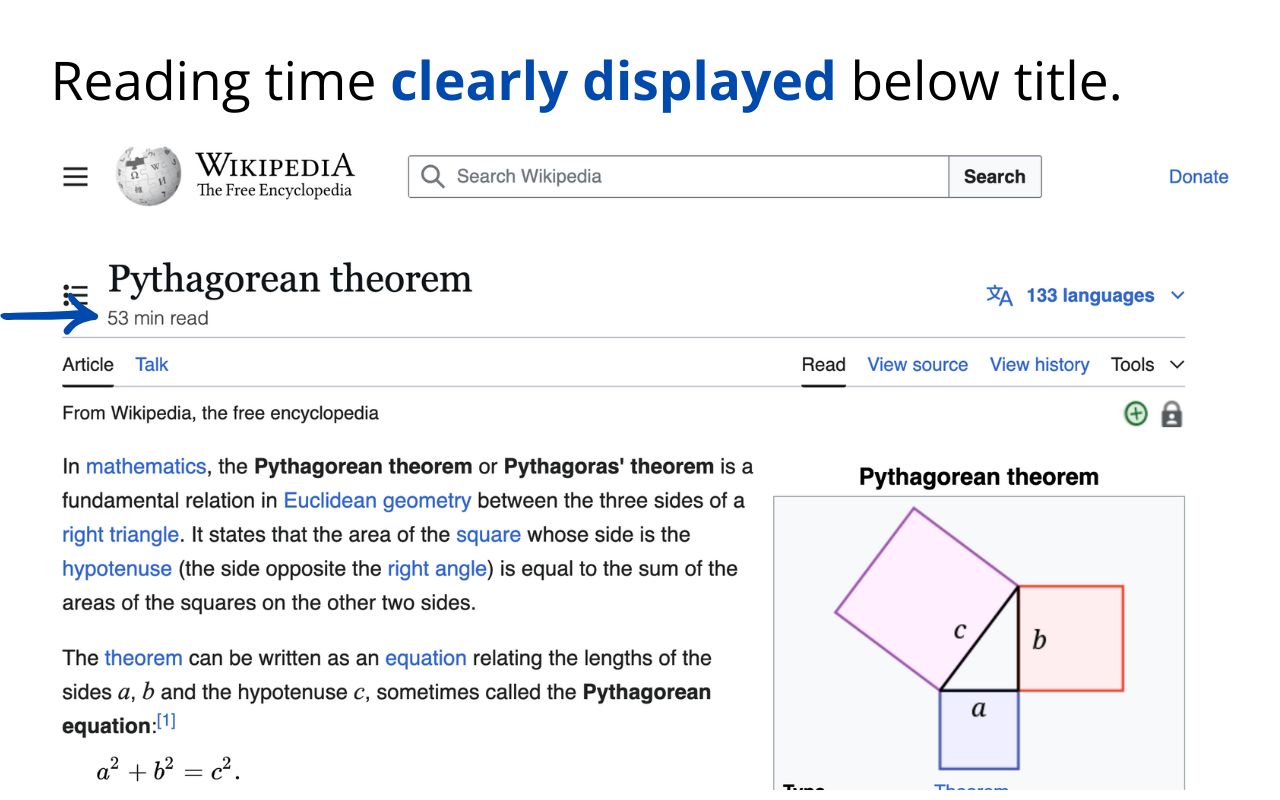 Reading time clearly displayed below title.
WIKIPEDIA
The Free Encyclopedia
Search Wikipedia
Search
Donate
Pythagorean theorem
53 min read
133 languages
Article
Talk
Read
View source
View history
Tools
From Wikipedia, the free encyclopedia
In mathematics, the Pythagorean theorem or Pythagoras' theorem is a
fundamental relation in Euclidean geometry between the three sides of a
right triangle. It states that the area of the square whose side is the
hypotenuse (the side opposite the right angle) is equal to the sum of the
areas of the squares on the other two sides.
The theorem can be written as an equation relating the lengths of the
sides a, b and the hypotenuse c, sometimes called the Pythagorean
equation:[1]
a² + b² = c².
Pythagorean theorem
c
b
a
Type
Theorem